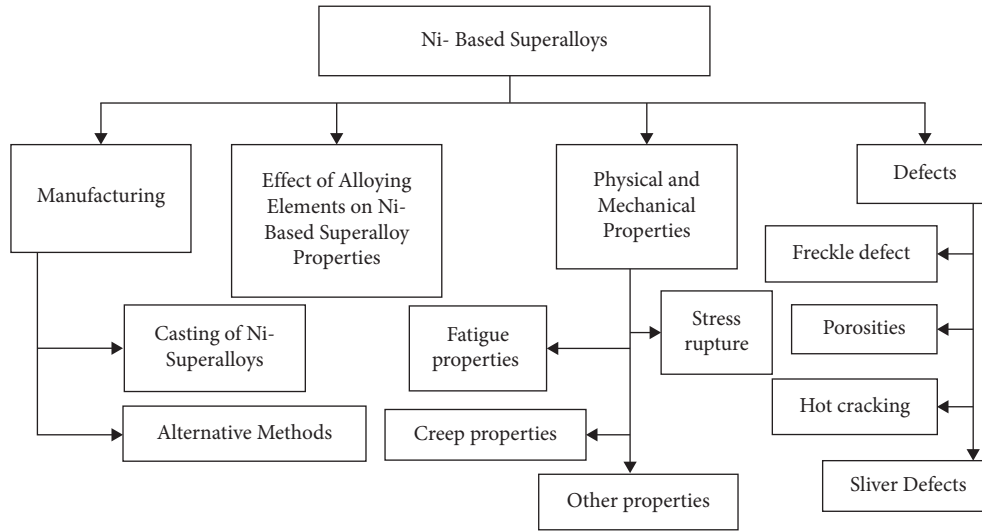 Ni- Based Superalloys
Manufacturing
Effect of Alloying
Elements on Ni-
Based Superalloy
Properties
Physical and
Mechanical
Properties
Defects
Casting of Ni-
Superalloys
Alternative Methods
Fatigue
properties
Stress
rupture
Creep properties
Other properties
Freckle defect
Porosities
Hot cracking
Sliver Defects